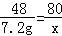 48/7.2g = 80/x